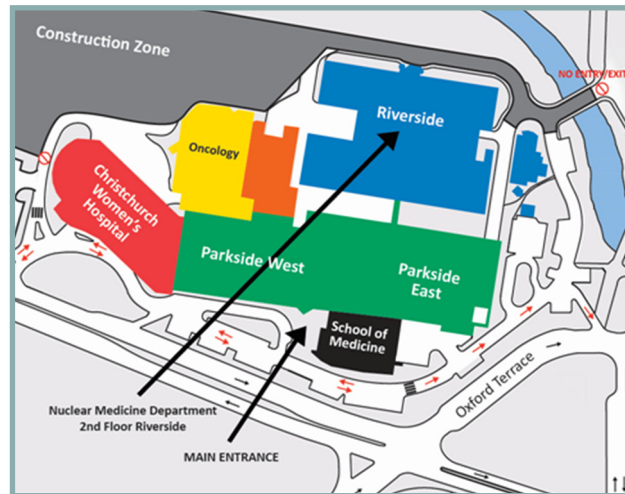 Construction Zone
NO ENTRY/EXIT
Riverside
Oncology
Christchurch
Women's
Hospital
Parkside West
Parkside
East
School of
Medicine
Oxford Terrace
Nuclear Medicine Department
2nd Floor Riverside
MAIN ENTRANCE